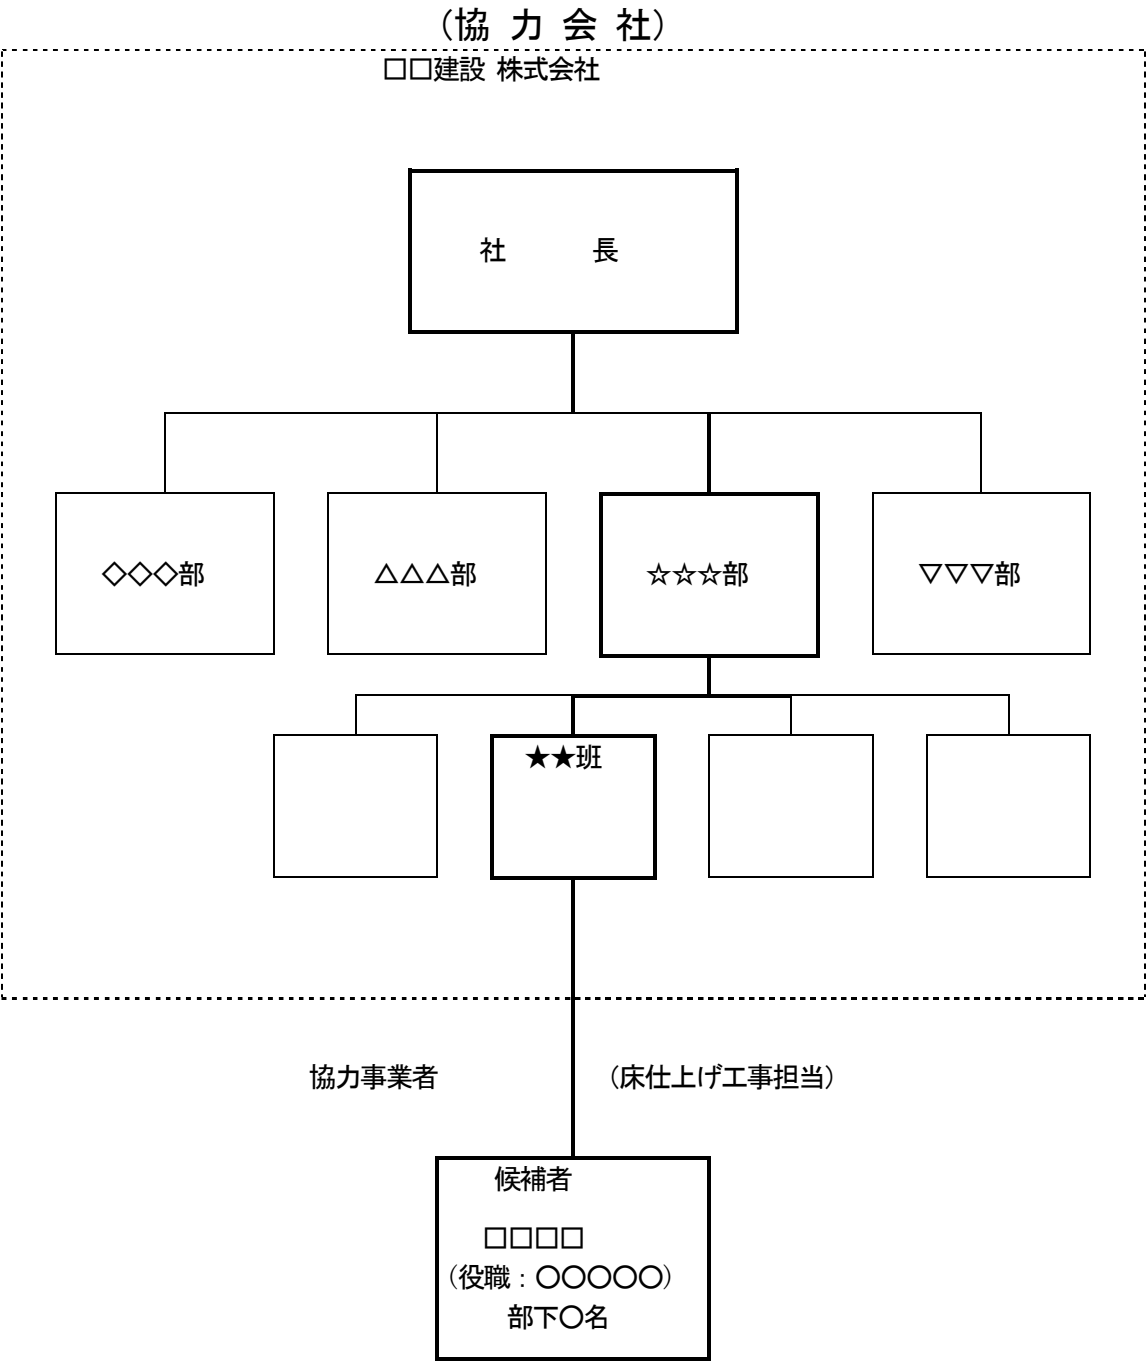 （協 力 会 社）
□□建設 株式会社
社 長
◇◇◇部
△△△部
☆☆☆部
▽▽▽部
★★班
協力事業者
（床仕上げ工事担当）
候補者
□□□□
（役職：〇〇〇〇〇）
部下〇名